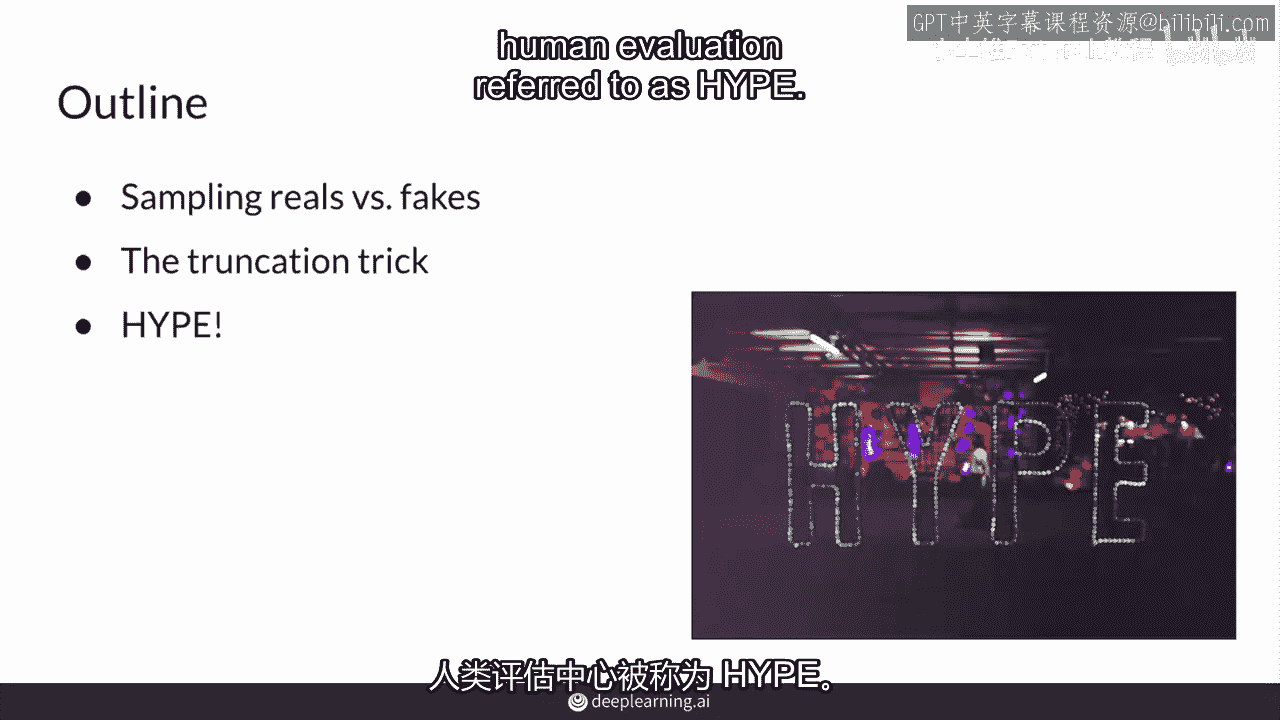 GPT中英字幕课程资源@bilibili.com
human evaluation
referred to as HYPE.
Outline
● Sampling reals vs. fakes
● The truncation trick
● HYPE!
HYPE
人类评估中心被称为 HYPE。
deeplearning.ai